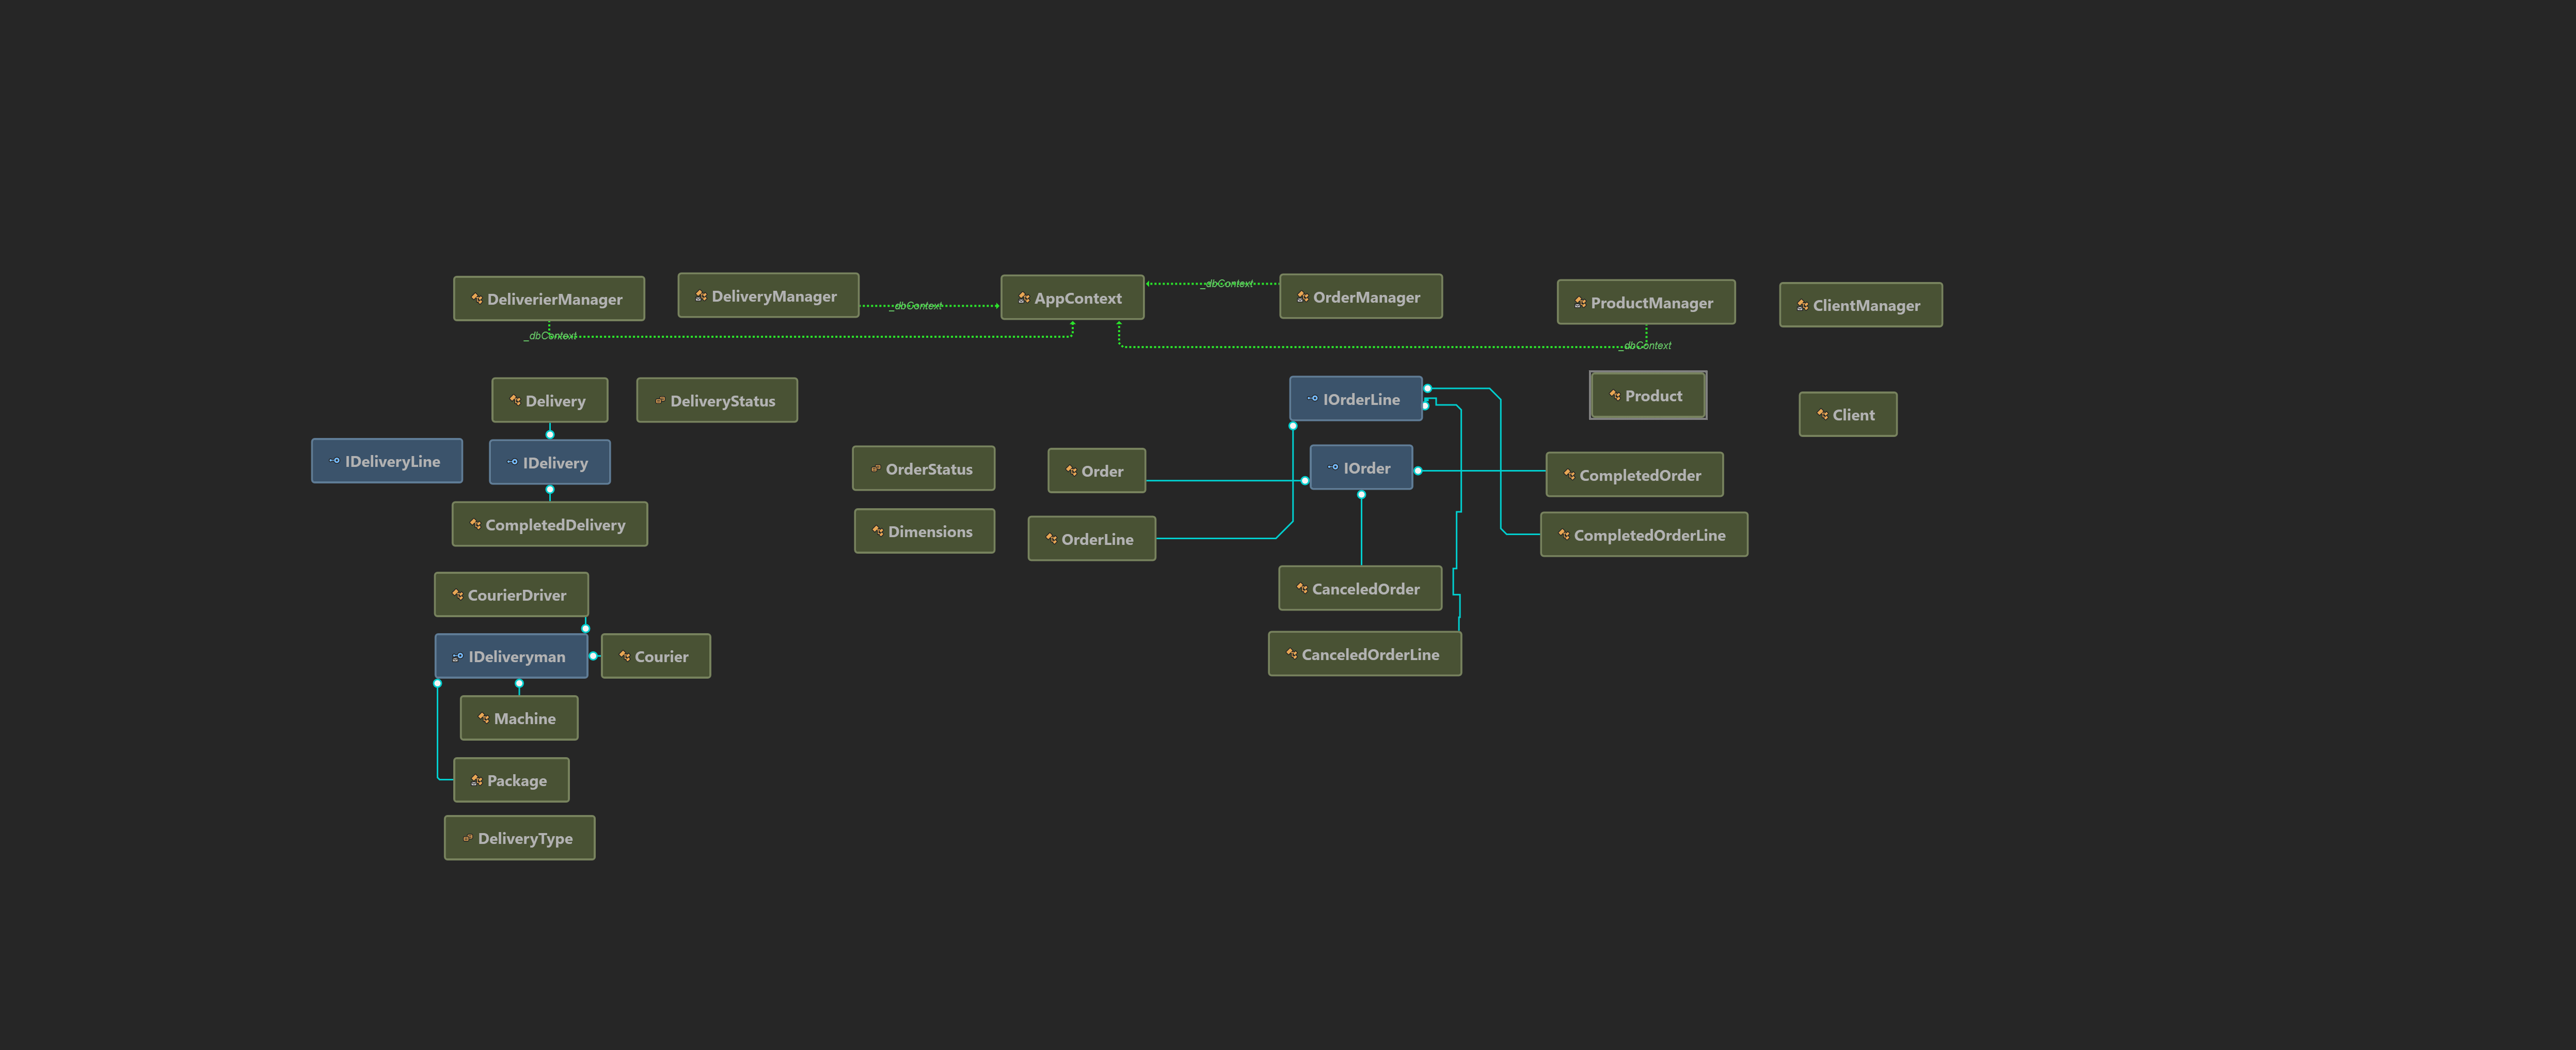 DeliverierManager
DeliveryManager
AppContext
OrderManager
ProductManager
ClientManager
_dbContext
_dbContext
_dbContext
_dbContext
Delivery
DeliveryStatus
IOrderLine
Product
Client
IDeliveryLine
IDelivery
OrderStatus
Order
IOrder
CompletedOrder
CompletedDelivery
Dimensions
OrderLine
CompletedOrderLine
CourierDriver
CanceledOrder
IDeliveryman
Courier
CanceledOrderLine
Machine
Package
DeliveryType